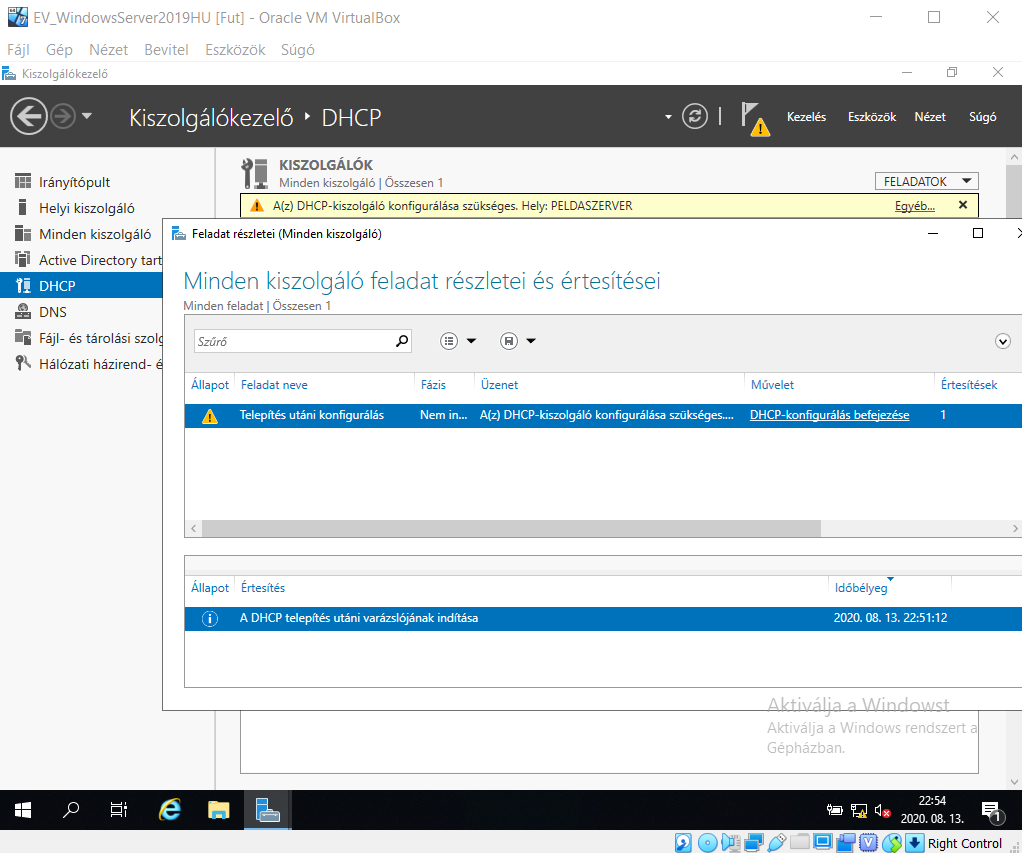 EV_WindowsServer2019HU [Fut] - Oracle VM VirtualBox
Fájl Gép Nézet Bevitel Eszközök Súgó
Kiszolgálókezelő
Kiszolgálókezelő DHCP
Kezelés Eszközök Nézet Súgó
Irányítópult
Helyi kiszolgáló
Minden kiszolgáló
Active Directory tart
DHCP
DNS
Fájl- és tárolási szolg
Hálózati házirend- é
KISZOLGÁLÓK
Minden kiszolgáló | Összesen 1
FELADATOK
A(z) DHCP-kiszolgáló konfigurálása szükséges. Hely: PELDASZERVER Egyéb...
Feladat részletei (Minden kiszolgáló)
Minden kiszolgáló feladat részletei és értesítései
Minden feladat | Összesen 1
Szűrő
Állapot Feladat neve Fázis Üzenet Művelet Értesítések
Telepítés utáni konfigurálás Nem in... A(z) DHCP-kiszolgáló konfigurálása szükséges.... DHCP-konfigurálás befejezése 1
Állapot Értesítés Időbélyeg
A DHCP telepítés utáni varázslójának indítása 2020. 08. 13. 22:51:12
Aktiválja a Windowst
Aktiválja a Windows rendszert a
Gépházban.
22:54
2020. 08. 13.
1
Right Control